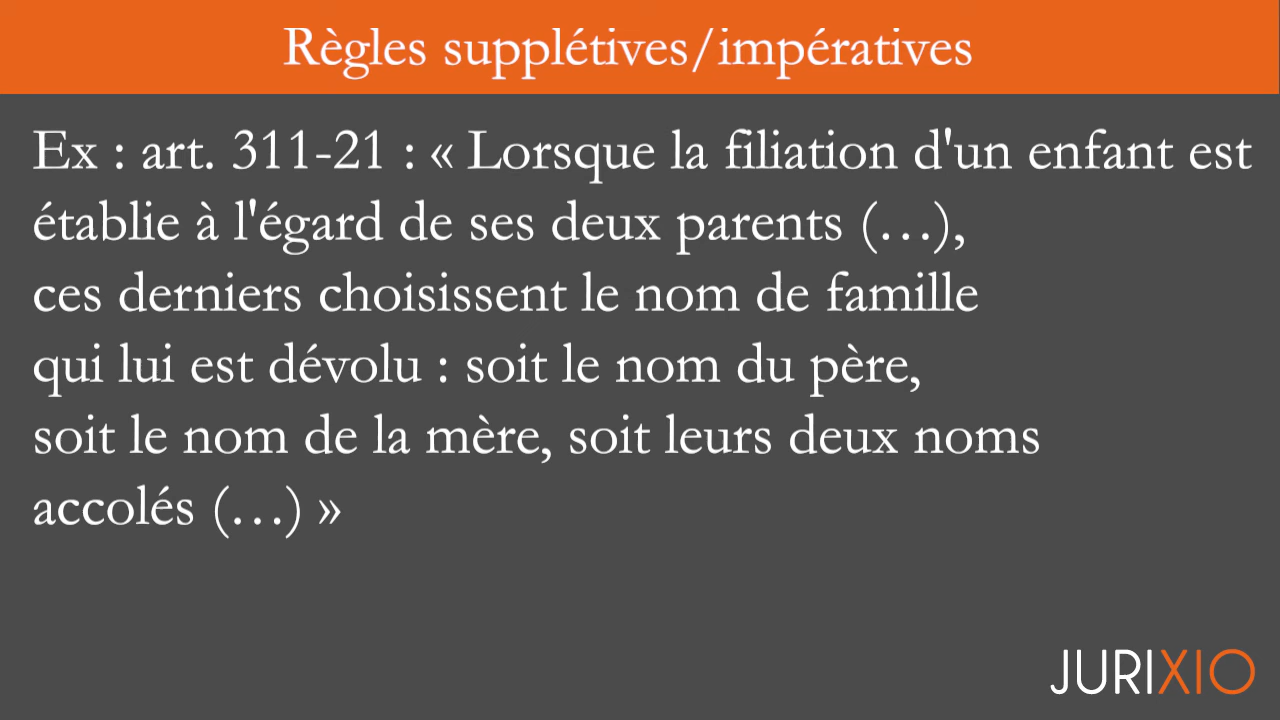 Règles supplétives/impératives
Ex : art. 311-21 : « Lorsque la filiation d'un enfant est
établie à l'égard de ses deux parents (…),
ces derniers choisissent le nom de famille
qui lui est dévolu : soit le nom du père,
soit le nom de la mère, soit leurs deux noms
accolés (…) »
JURIXIO